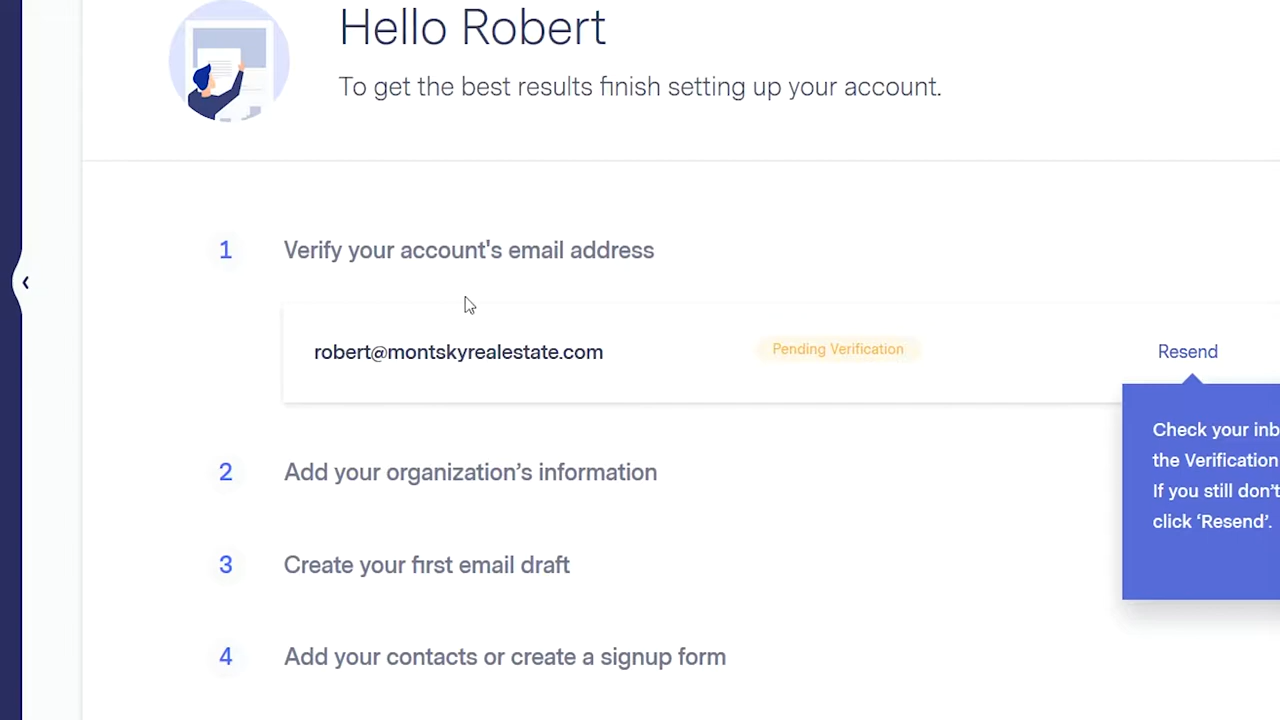 Hello Robert
To get the best results finish setting up your account.
1 Verify your account's email address
robert@montskyrealestate.com Pending Verification Resend
Check your inb
the Verification
If you still don't
click ‘Resend’.
2 Add your organization’s information
3 Create your first email draft
4 Add your contacts or create a signup form